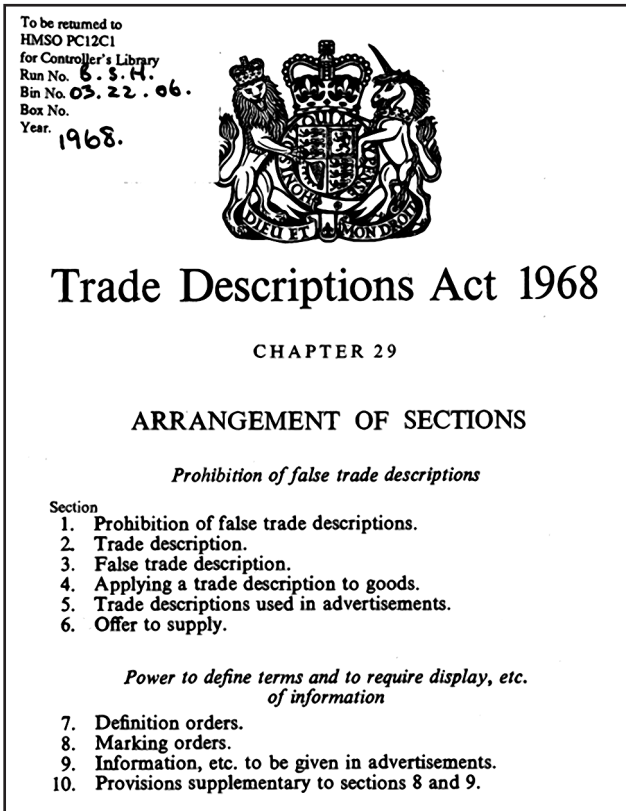 To be returned to
HMSO PC12C1
for Controller's Library
Run No. B.S.H.
Bin No. 03.22.06.
Box No.
Year.
1968.
DIEU ET MON DROIT
Trade Descriptions Act 1968
CHAPTER 29
ARRANGEMENT OF SECTIONS
Prohibition of false trade descriptions
Section
1. Prohibition of false trade descriptions.
2. Trade description.
3. False trade description.
4. Applying a trade description to goods.
5. Trade descriptions used in advertisements.
6. Offer to supply.
Power to define terms and to require display, etc.
of information
7. Definition orders.
8. Marking orders.
9. Information, etc. to be given in advertisements.
10. Provisions supplementary to sections 8 and 9.